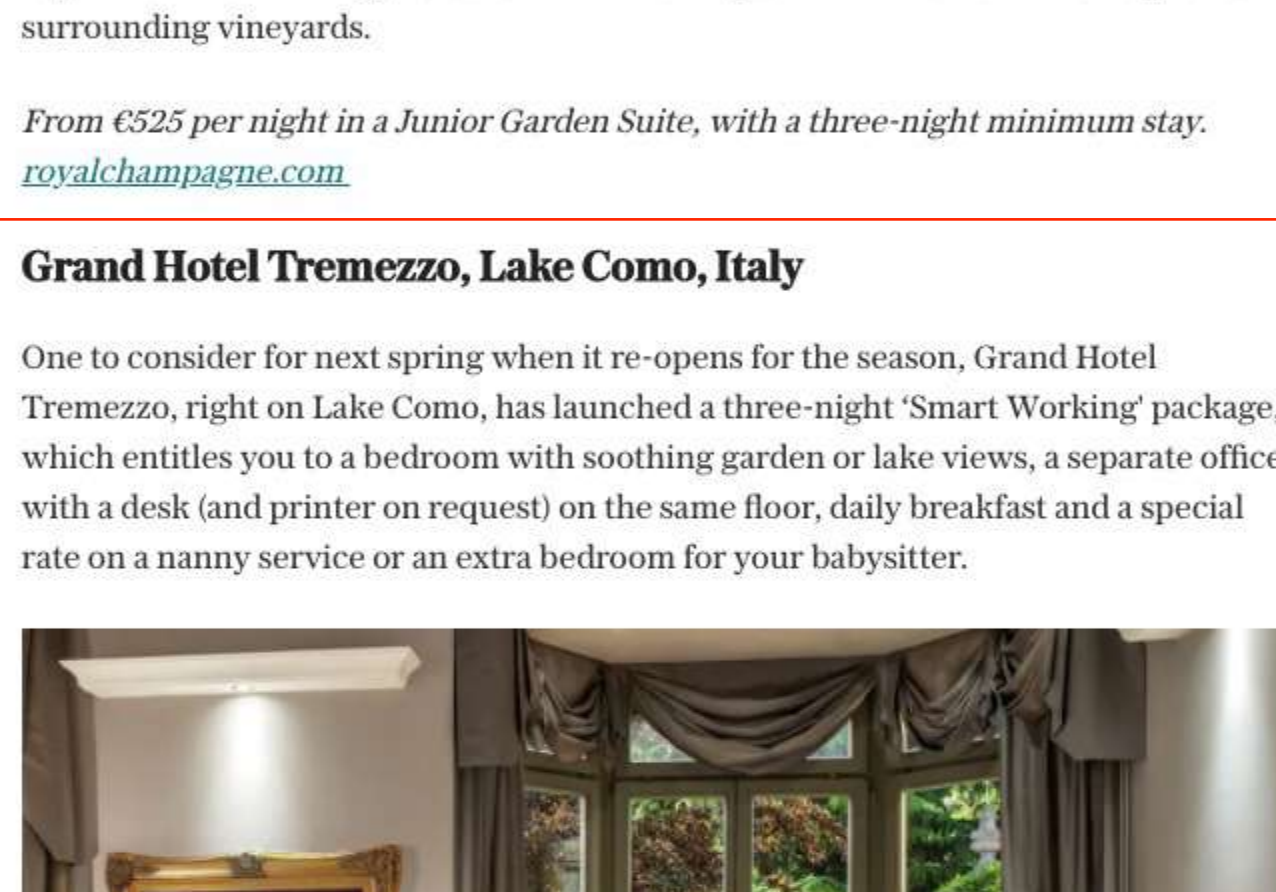 surrounding vineyards.
From €525 per night in a Junior Garden Suite, with a three-night minimum stay.
royalchampagne.com
Grand Hotel Tremezzo, Lake Como, Italy
One to consider for next spring when it re-opens for the season, Grand Hotel
Tremezzo, right on Lake Como, has launched a three-night ‘Smart Working' package,
which entitles you to a bedroom with soothing garden or lake views, a separate office
with a desk (and printer on request) on the same floor, daily breakfast and a special
rate on a nanny service or an extra bedroom for your babysitter.